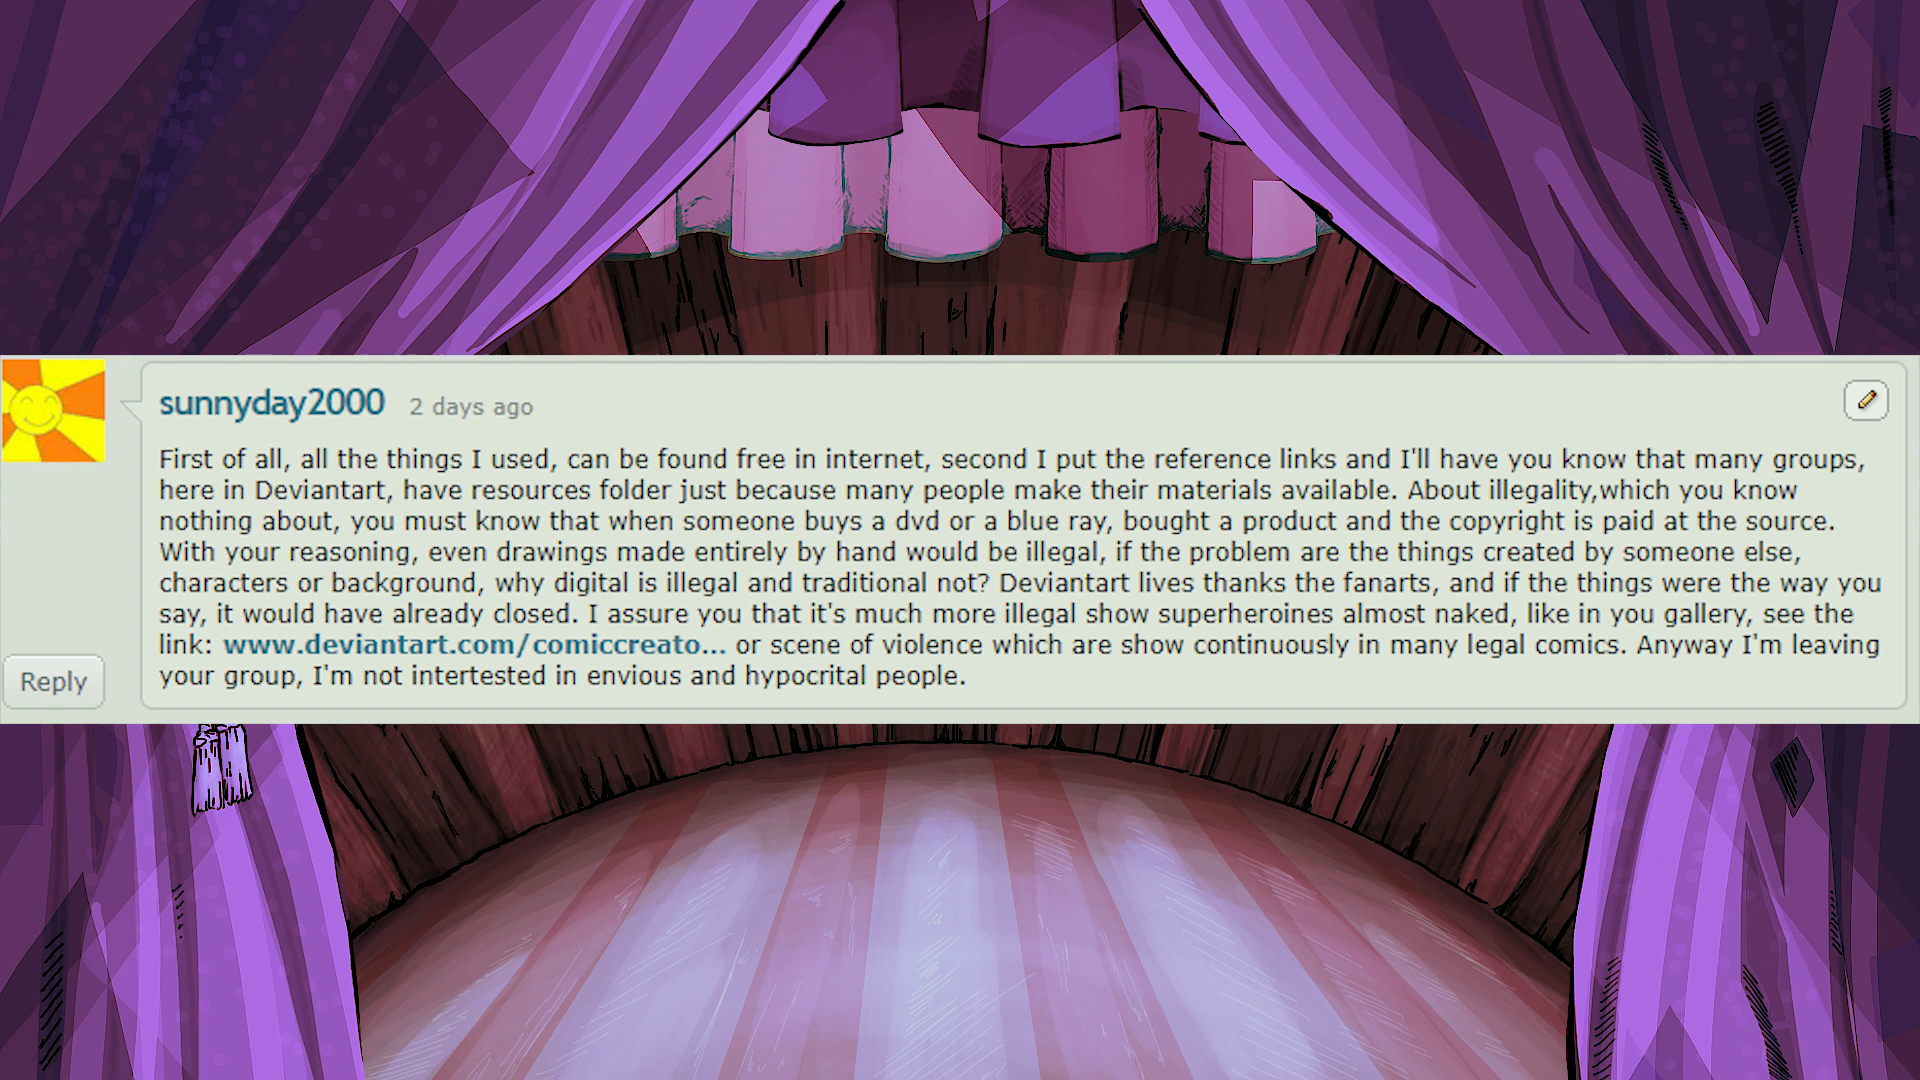 sunnyday2000 2 days ago
First of all, all the things I used, can be found free in internet, second I put the reference links and I'll have you know that many groups,
here in Deviantart, have resources folder just because many people make their materials available. About illegality,which you know
nothing about, you must know that when someone buys a dvd or a blue ray, bought a product and the copyright is paid at the source.
With your reasoning, even drawings made entirely by hand would be illegal, if the problem are the things created by someone else,
characters or background, why digital is illegal and traditional not? Deviantart lives thanks the fanarts, and if the things were the way you
say, it would have already closed. I assure you that it's much more illegal show superheroines almost naked, like in you gallery, see the
link: www.deviantart.com/comiccreato... or scene of violence which are show continuously in many legal comics. Anyway I'm leaving
your group, I'm not intertested in envious and hypocrital people.
Reply